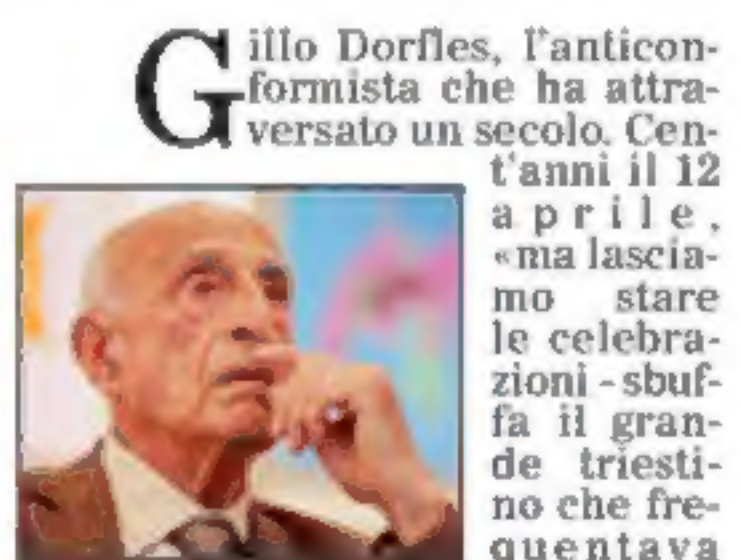 Gillo Dorfles, l'anticon-
formista che ha attra-
versato un secolo. Cen-
t'anni il 12
aprile,
«ma lascia-
mo stare
le celebra-
zioni - sbuf-
fa il gran-
de triesti-
no che fre-
quentava